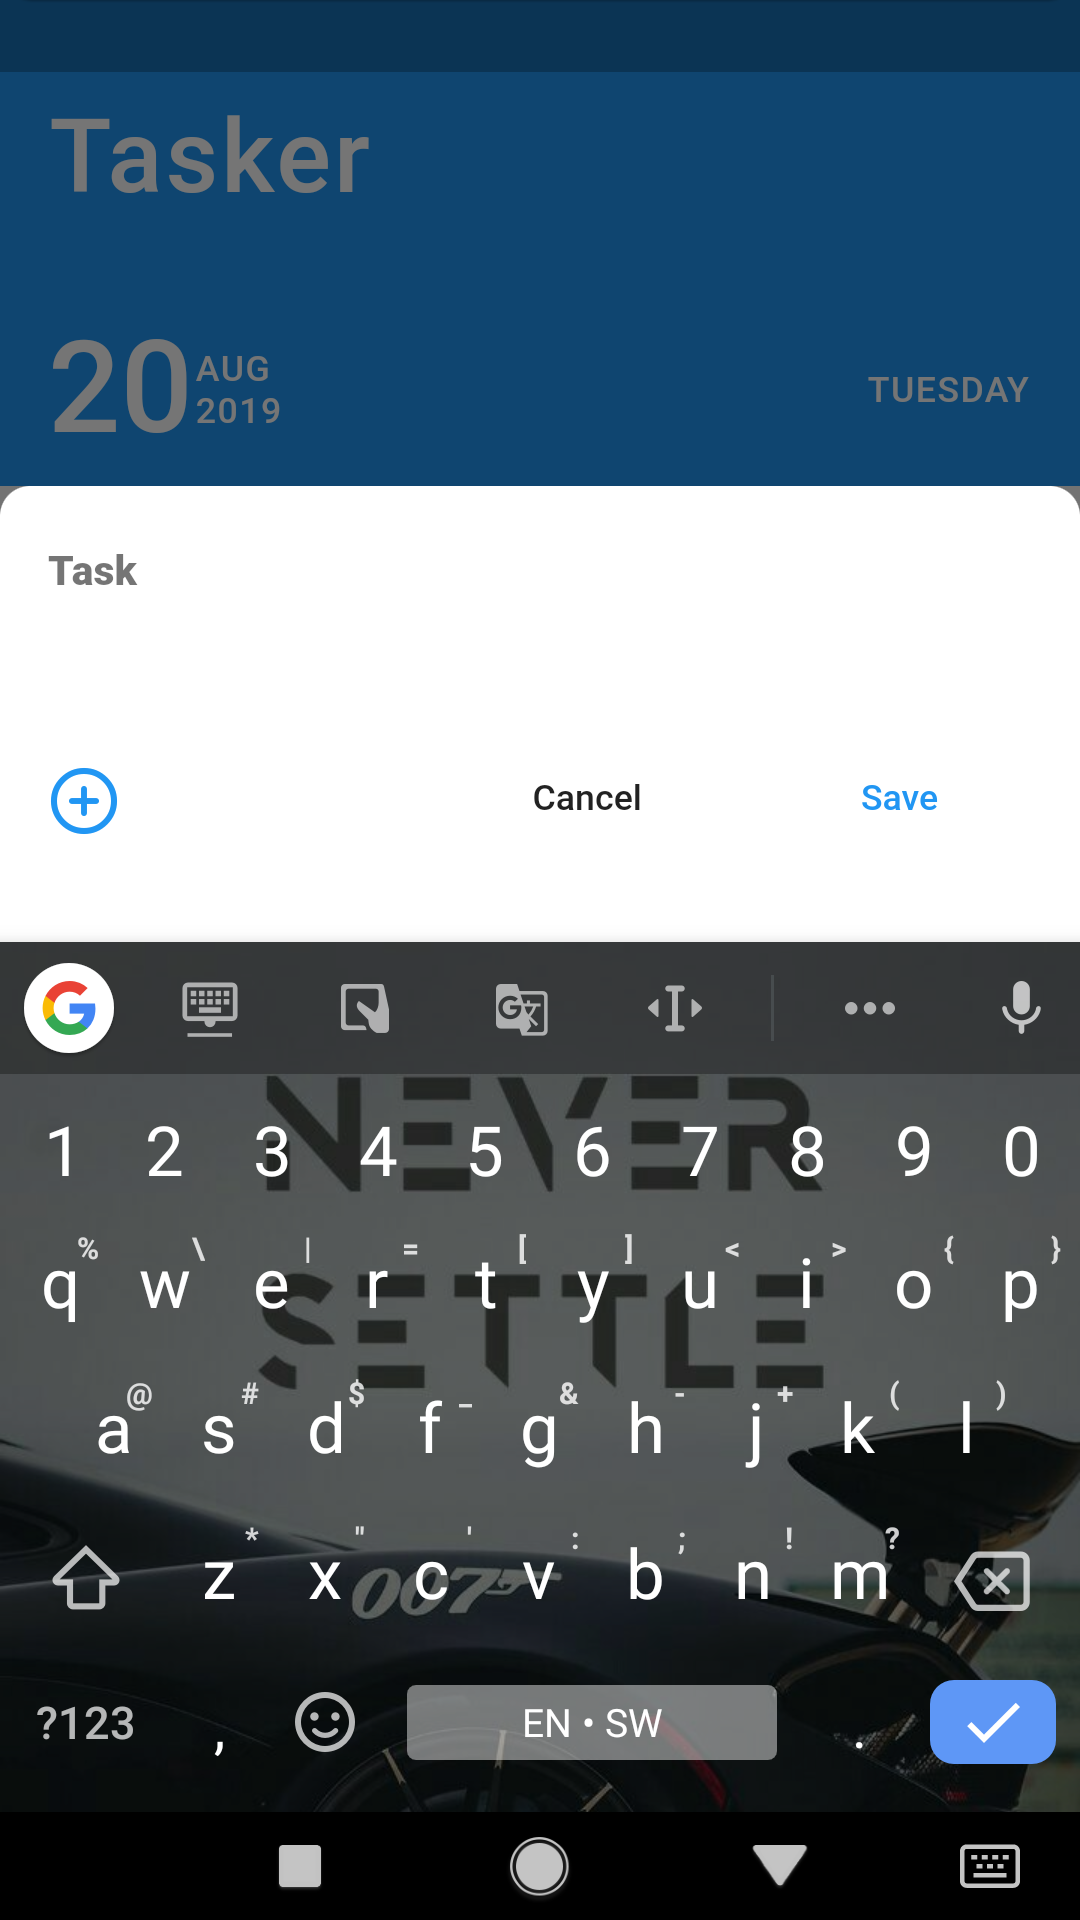 Tasker
20 AUG
2019
TUESDAY
Task
Cancel Save
G
1 2 3 4 5 6 7 8 9 0
NEVER
% \ | = [ ] < > { }
q w e r t y u i o p
SETTLE
@ # $ _ & - + ( )
a s d f g h j k l
* " ' : ; ! ?
z x c v b n m
007
?123 , EN • SW .